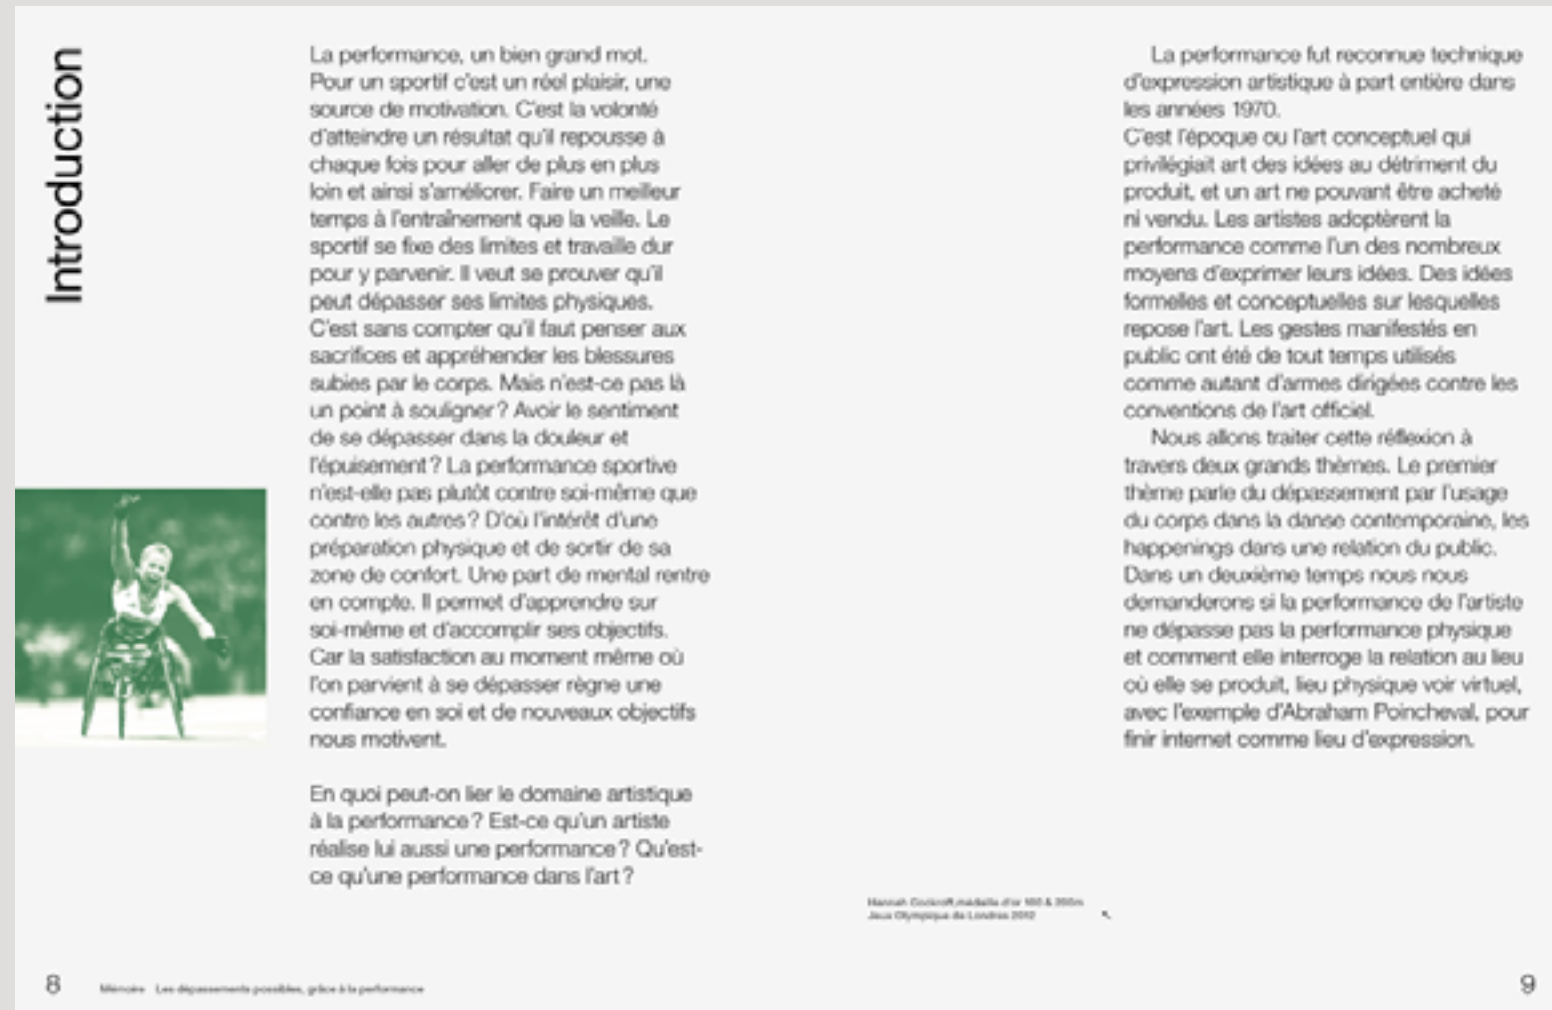 Introduction
La performance, un bien grand mot.
Pour un sportif c'est un réel plaisir, une
source de motivation. C'est la volonté
d'atteindre un résultat qu'il repousse à
chaque fois pour aller de plus en plus
loin et ainsi s'améliorer. Faire un meilleur
temps à l'entraînement que la veille. Le
sportif se fixe des limites et travaille dur
pour y parvenir. Il veut se prouver qu'il
peut dépasser ses limites physiques.
C'est sans compter qu'il faut penser aux
sacrifices et appréhender les blessures
subies par le corps. Mais n'est-ce pas là
un point à souligner ? Avoir le sentiment
de se dépasser dans la douleur et
l'épuisement ? La performance sportive
n'est-elle pas plutôt contre soi-même que
contre les autres ? D'où l'intérêt d'une
préparation physique et de sortir de sa
zone de confort. Une part de mental rentre
en compte. Il permet d'apprendre sur
soi-même et d'accomplir ses objectifs.
Car la satisfaction au moment même où
l'on parvient à se dépasser règne une
confiance en soi et de nouveaux objectifs
nous motivent.
En quoi peut-on lier le domaine artistique
à la performance ? Est-ce qu'un artiste
réalise lui aussi une performance ? Qu'est-
ce qu'une performance dans l'art ?
8
Mémoire Les dépassements possibles, grâce à la performance
La performance fut reconnue technique
d'expression artistique à part entière dans
les années 1970.
C'est l'époque ou l'art conceptuel qui
privilégiait art des idées au détriment du
produit, et un art ne pouvant être acheté
ni vendu. Les artistes adoptèrent la
performance comme l'un des nombreux
moyens d'exprimer leurs idées. Des idées
formelles et conceptuelles sur lesquelles
repose l'art. Les gestes manifestés en
public ont été de tout temps utilisés
comme autant d'armes dirigées contre les
conventions de l'art officiel.
Nous allons traiter cette réflexion à
travers deux grands thèmes. Le premier
thème parle du dépassement par l'usage
du corps dans la danse contemporaine, les
happenings dans une relation du public.
Dans un deuxième temps nous nous
demanderons si la performance de l'artiste
ne dépasse pas la performance physique
et comment elle interroge la relation au lieu
où elle se produit, lieu physique voir virtuel,
avec l'exemple d'Abraham Poincheval, pour
finir internet comme lieu d'expression.
Hannah Cockroft, médaille d'or 100 & 200m
Jeux Olympique de Londres 2012
9